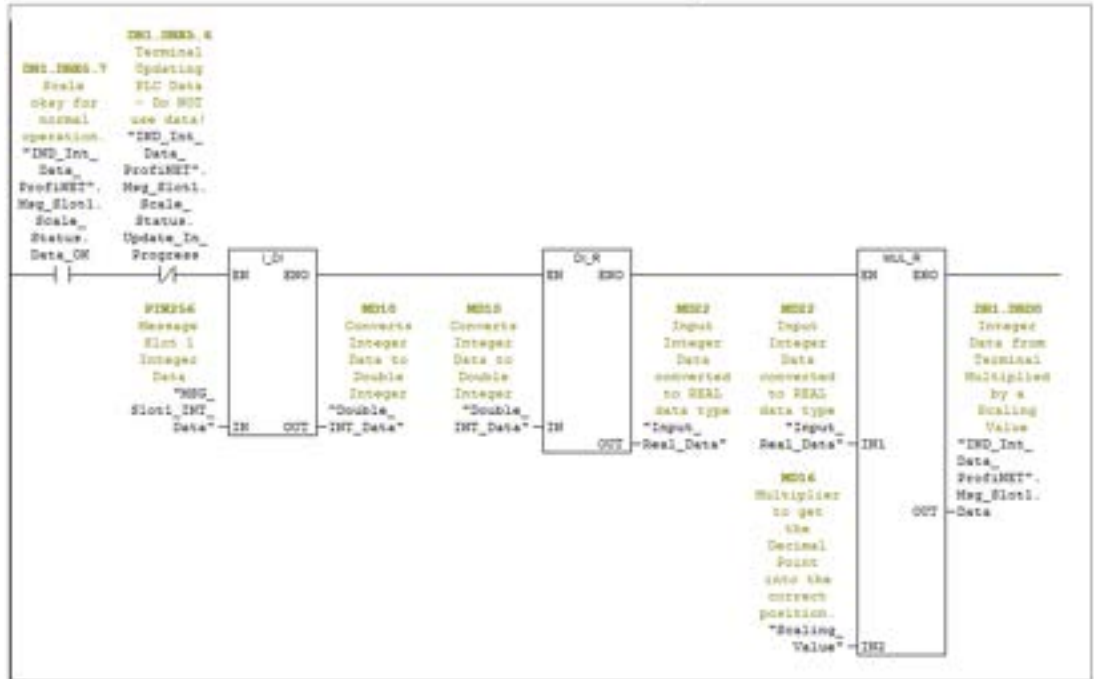 DB1.DBX5.7
Scale
okay for
normal
operation.
"IND_Int_
Data_
ProfiNET".
Msg_Slot1.
Scale_
Status.
Data_OK
DB1.DBX5.6
Terminal
Updating
PLC Data
- Do NOT
use data!
"IND_Int_
Data_
ProfiNET".
Msg_Slot1.
Scale_
Status.
Update_In_
Progress
I_DI
EN ENO
PIW256
Message
Slot 1
Integer
Data
"MSG_
Slot1_INT_
Data"
IN OUT
Converts
Integer
Data to
Double
Integer
"Double_
INT_Data"
DI_R
EN ENO
Converts
Integer
Data to
Double
Integer
"Double_
INT_Data"
IN
OUT
MD22
Input
Integer
Data
converted
to REAL
data type
"Input_
Real_Data"
MUL_R
EN ENO
MD22
Input
Integer
Data
converted
to REAL
data type
"Input_
Real_Data"
IN1
Multiplier
to get
the
Decimal
Point
into the
correct
position.
"Scaling_
Value"
IN2
OUT
DB1.DBD0
Integer
Data from
Terminal
Multiplied
by a
Scaling
Value
"IND_Int_
Data_
ProfiNET".
Msg_Slot1.
Data